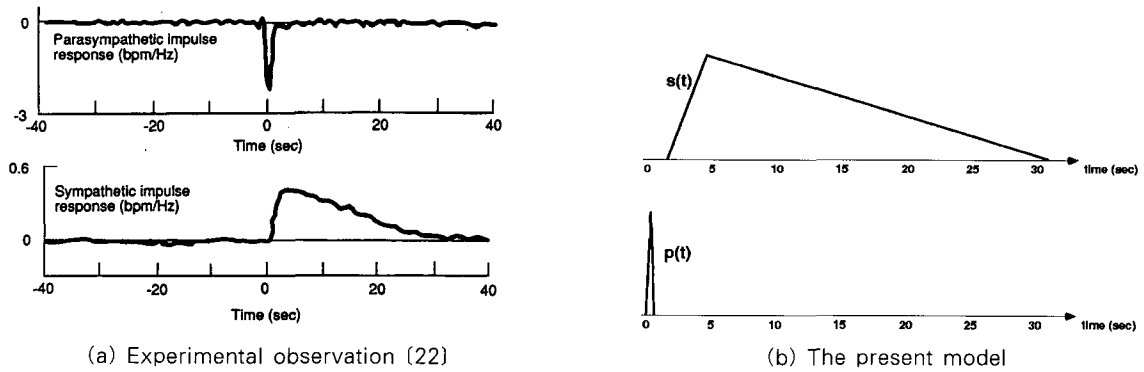 0
Parasympathetic impulse
response (bpm/Hz)
-3
-40
-20
0
20
40
Time (sec)
0.6
Sympathetic impulse
response (bpm/Hz)
0
-40
-20
0
20
40
Time (sec)
(a) Experimental observation [22]
s(t)
0 5 10 15 20 25 30 time (sec)
p(t)
0 5 10 15 20 25 30 time (sec)
(b) The present model